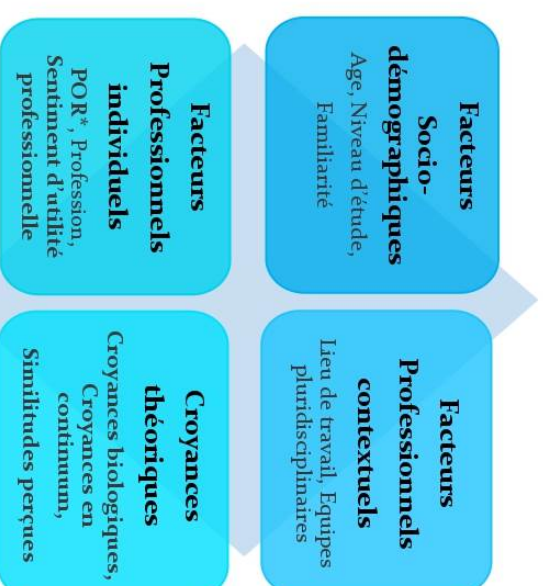 Facteurs
Socio-
démographiques
Age, Niveau d'étude,
Familiarité
Facteurs
Professionnels
contextuels
Lieu de travail, Equipes
pluridisciplinaires
Facteurs
Professionnels
individuels
POR*, Profession,
Sentiment d'utilité
professionnelle
Croyances
théoriques
Croyances biologiques,
Croyances en
continuum,
Similitudes perçues